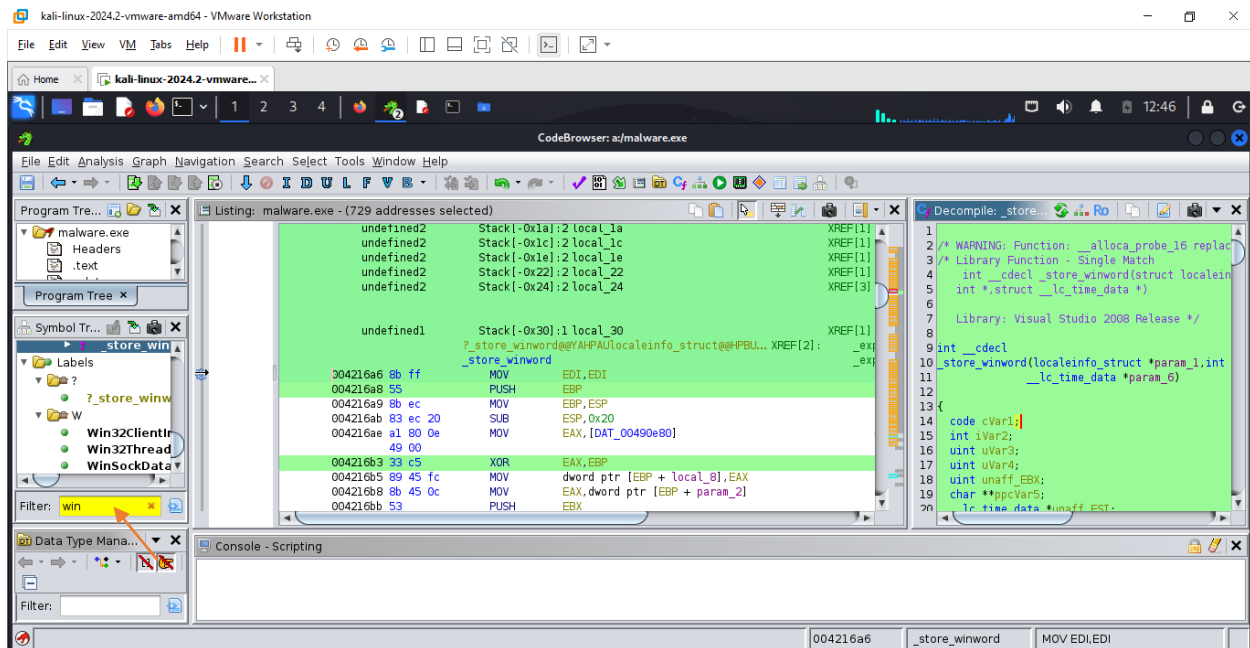 kali-linux-2024.2-vmware-amd64 - VMware Workstation
File Edit View VM Tabs Help
Home kali-linux-2024.2-vmware...
1 2 3 4 2 12:46
CodeBrowser: a:/malware.exe
File Edit Analysis Graph Navigation Search Select Tools Window Help
I D U L F V B
Program Tre...
malware.exe
Headers
.text
Program Tree
Symbol Tr...
_store_win
Labels
?
?_store_winw
W
Win32ClientIn
Win32Thread
WinSockData
Filter: win
Data Type Mana...
Filter:
Listing: malware.exe - (729 addresses selected)
undefined2 Stack[-0x1a]:2 local_1a XREF[1]
undefined2 Stack[-0x1c]:2 local_1c XREF[1]
undefined2 Stack[-0x1e]:2 local_1e XREF[1]
undefined2 Stack[-0x22]:2 local_22 XREF[1]
undefined2 Stack[-0x24]:2 local_24 XREF[3]
undefined1 Stack[-0x30]:1 local_30 XREF[1]
?_store_winword@@YAHPAUlocaleinfo_struct@@HPBU... XREF[2]: _exp
_store_winword _exp
004216a6 8b ff MOV EDI,EDI
004216a8 55 PUSH EBP
004216a9 8b ec MOV EBP,ESP
004216ab 83 ec 20 SUB ESP,0x20
004216ae a1 80 0e MOV EAX,[DAT_00490e80]
49 00
004216b3 33 c5 XOR EAX,EBP
004216b5 89 45 fc MOV dword ptr [EBP + local_8],EAX
004216b8 8b 45 0c MOV EAX,dword ptr [EBP + param_2]
004216bb 53 PUSH EBX
Decompile: _store... Ro
1
2 /* WARNING: Function: __alloca_probe_16 replac
3 /* Library Function - Single Match
4 int __cdecl _store_winword(struct localein
5 int *,struct __lc_time_data *)
6
7 Library: Visual Studio 2008 Release */
8
9 int __cdecl
10 _store_winword(localeinfo_struct *param_1,int
11 __lc_time_data *param_6)
12
13 {
14 code cVar1;
15 int iVar2;
16 uint uVar3;
17 uint uVar4;
18 uint unaff_EBX;
19 char **ppcVar5;
20 lc_time_data *unaff_ESI;
Console - Scripting
004216a6 _store_winword MOV EDI,EDI